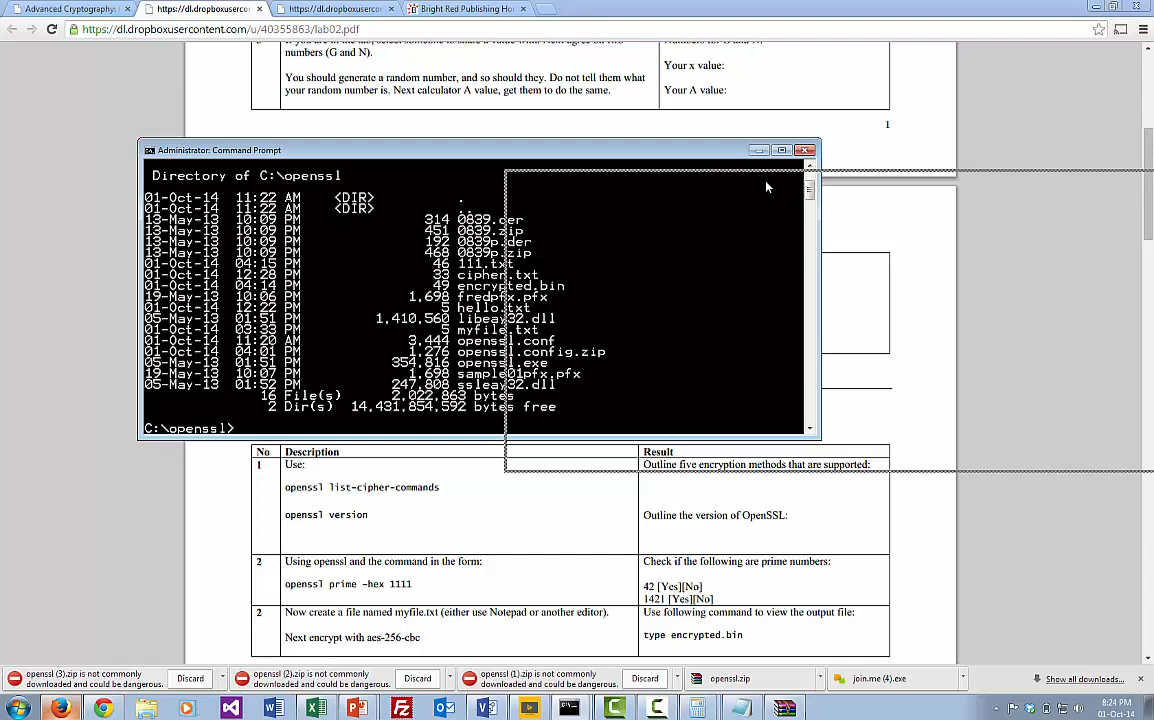 Advanced Cryptography: E
https://dl.dropboxusercontent.co
https://dl.dropboxusercontent.co
Bright Red Publishing Ho
https://dl.dropboxusercontent.com/u/40355863/lab02.pdf
numbers (G and N).
You should generate a random number, and so should they. Do not tell them what
your random number is. Next calculator A value, get them to do the same.
Your x value:
Your A value:
1
Administrator: Command Prompt
Directory of C:\openssl
01-Oct-14 11:22 AM <DIR> .
01-Oct-14 11:22 AM <DIR> ..
13-May-13 10:09 PM 314 0839.cer
13-May-13 10:09 PM 451 0839.zip
13-May-13 10:09 PM 192 0839p.der
13-May-13 10:09 PM 468 0839p.zip
01-Oct-14 04:15 PM 46 111.txt
01-Oct-14 12:28 PM 33 cipher.txt
01-Oct-14 04:14 PM 49 encrypted.bin
19-May-13 10:06 PM 1,698 fredpfx.pfx
01-Oct-14 12:22 PM 5 hello.txt
05-May-13 01:51 PM 1,410,560 libeay32.dll
01-Oct-14 03:33 PM 5 myfile.txt
01-Oct-14 11:20 AM 3,444 openssl.conf
01-Oct-14 04:01 PM 1,276 openssl.config.zip
05-May-13 01:51 PM 354,816 openssl.exe
19-May-13 10:07 PM 1,698 sample01pfx.pfx
05-May-13 01:52 PM 247,808 ssleay32.dll
16 File(s) 2,022,863 bytes
2 Dir(s) 14,431,854,592 bytes free
C:\openssl>
No Description Result
1 Use: Outline five encryption methods that are supported:
openssl list-cipher-commands
openssl version Outline the version of OpenSSL:
2 Using openssl and the command in the form: Check if the following are prime numbers:
openssl prime –hex 1111 42 [Yes][No]
1421 [Yes][No]
2 Now create a file named myfile.txt (either use Notepad or another editor). Use following command to view the output file:
Next encrypt with aes-256-cbc type encrypted.bin
openssl (3).zip is not commonly downloaded and could be dangerous. Discard
openssl (2).zip is not commonly downloaded and could be dangerous. Discard
openssl (1).zip is not commonly downloaded and could be dangerous. Discard
openssl.zip
join.me (4).exe
Show all downloads...
8:24 PM
01-Oct-14